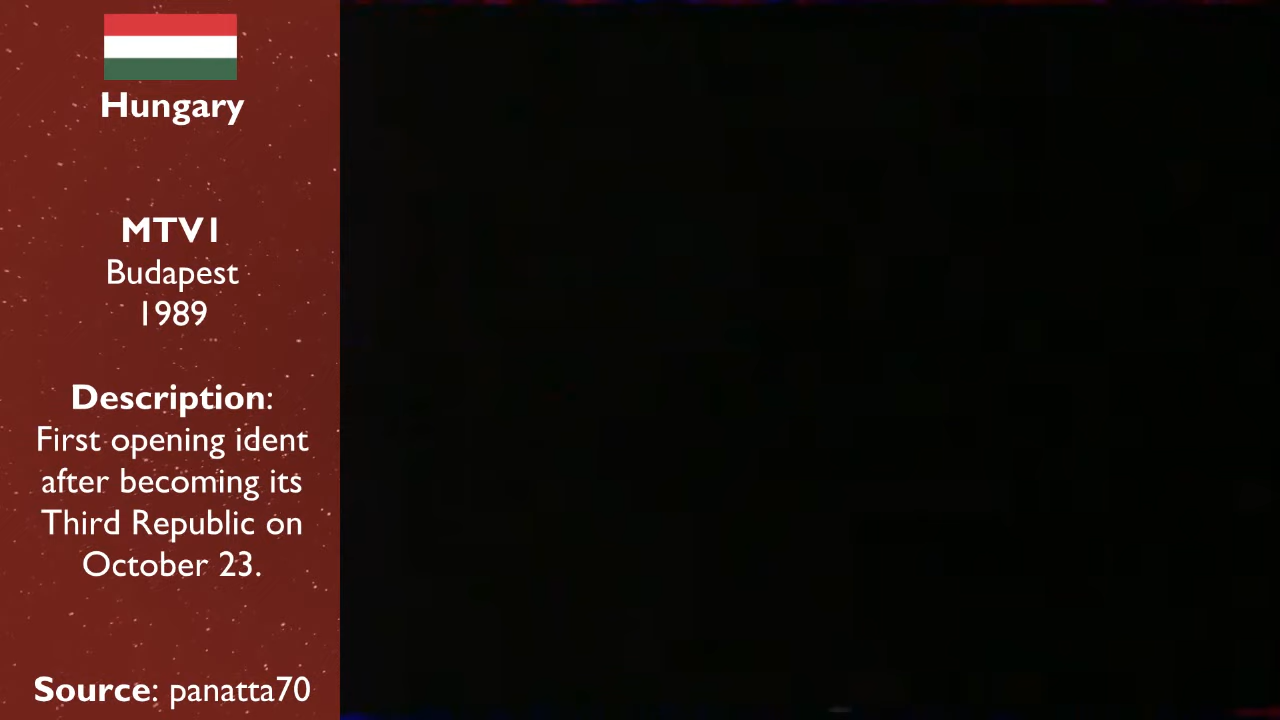 Hungary
MTV1
Budapest
1989
Description:
First opening ident
after becoming its
Third Republic on
October 23.
Source: panatta70